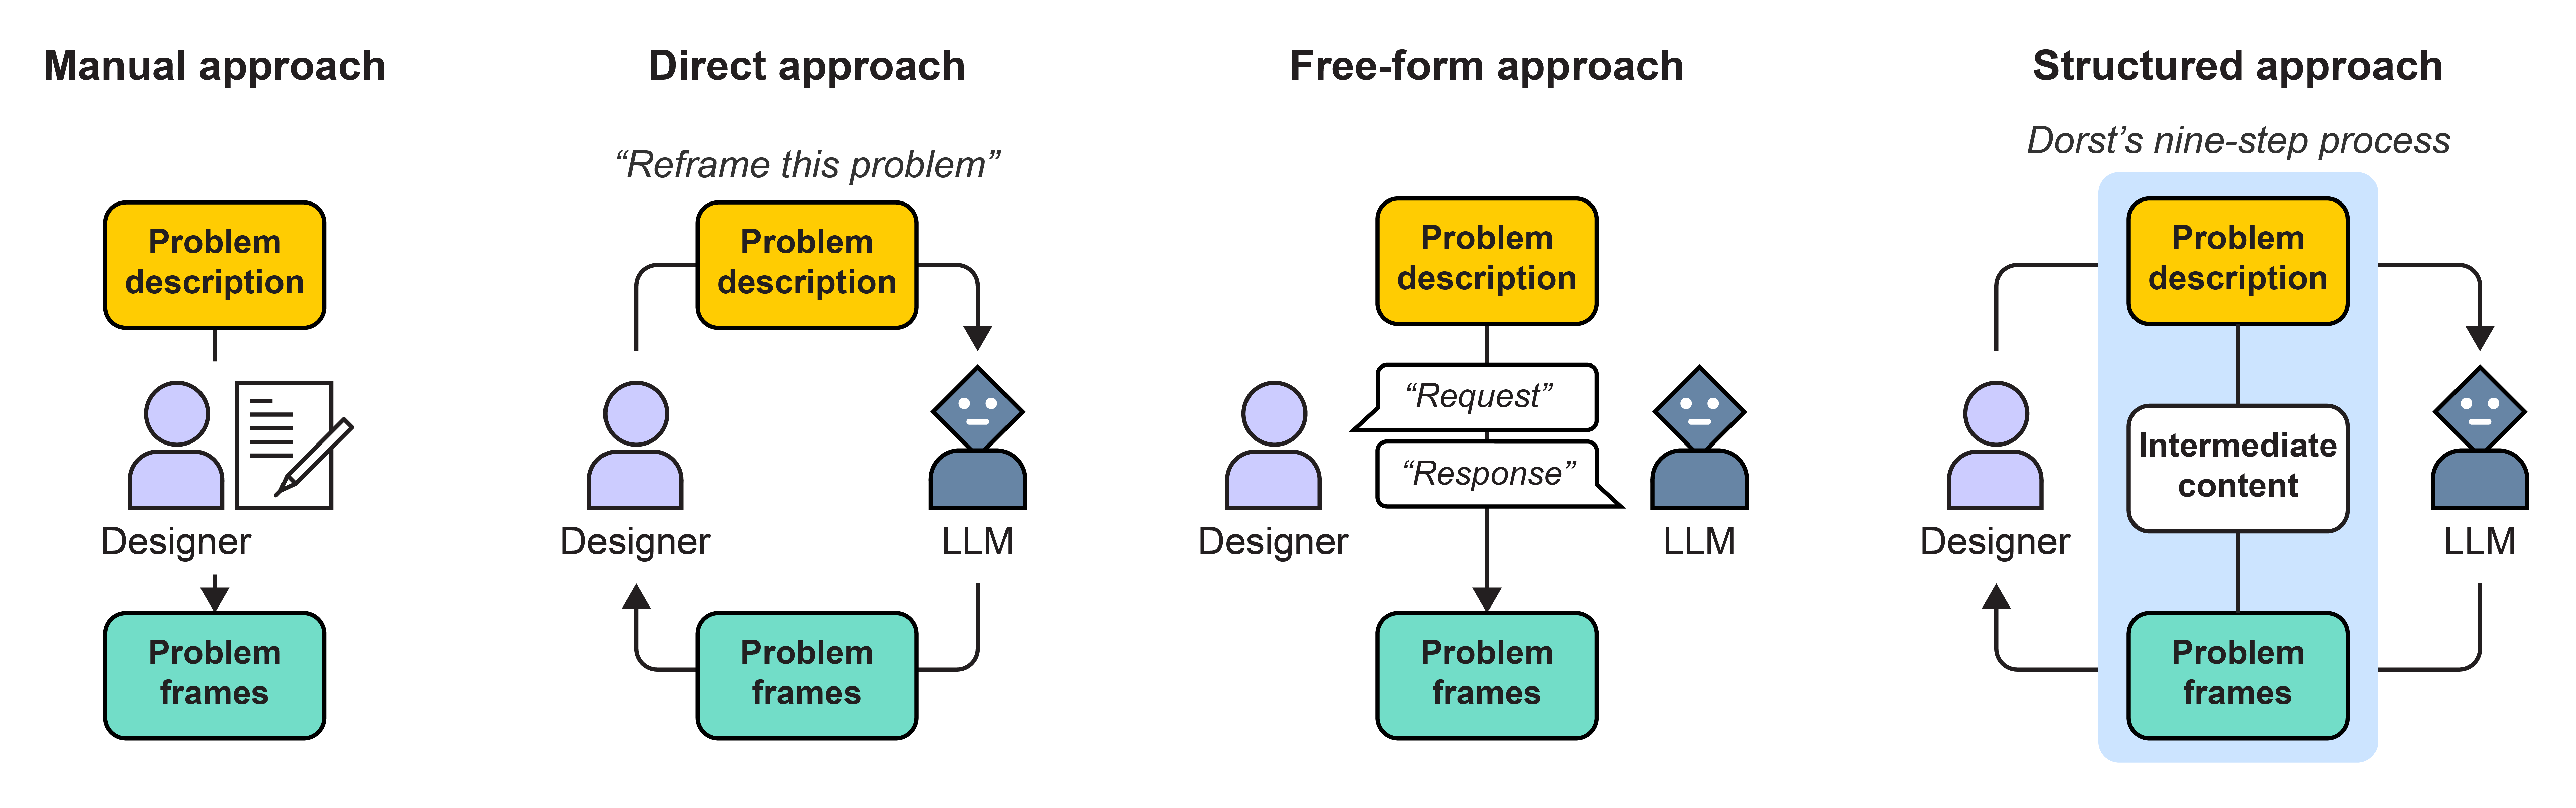 Manual approach
Problem
description
Designer
Problem
frames
Direct approach
“Reframe this problem”
Problem
description
Designer
LLM
Problem
frames
Free-form approach
Problem
description
“Request”
“Response”
Designer
LLM
Problem
frames
Structured approach
Dorst’s nine-step process
Problem
description
Intermediate
content
Designer
LLM
Problem
frames